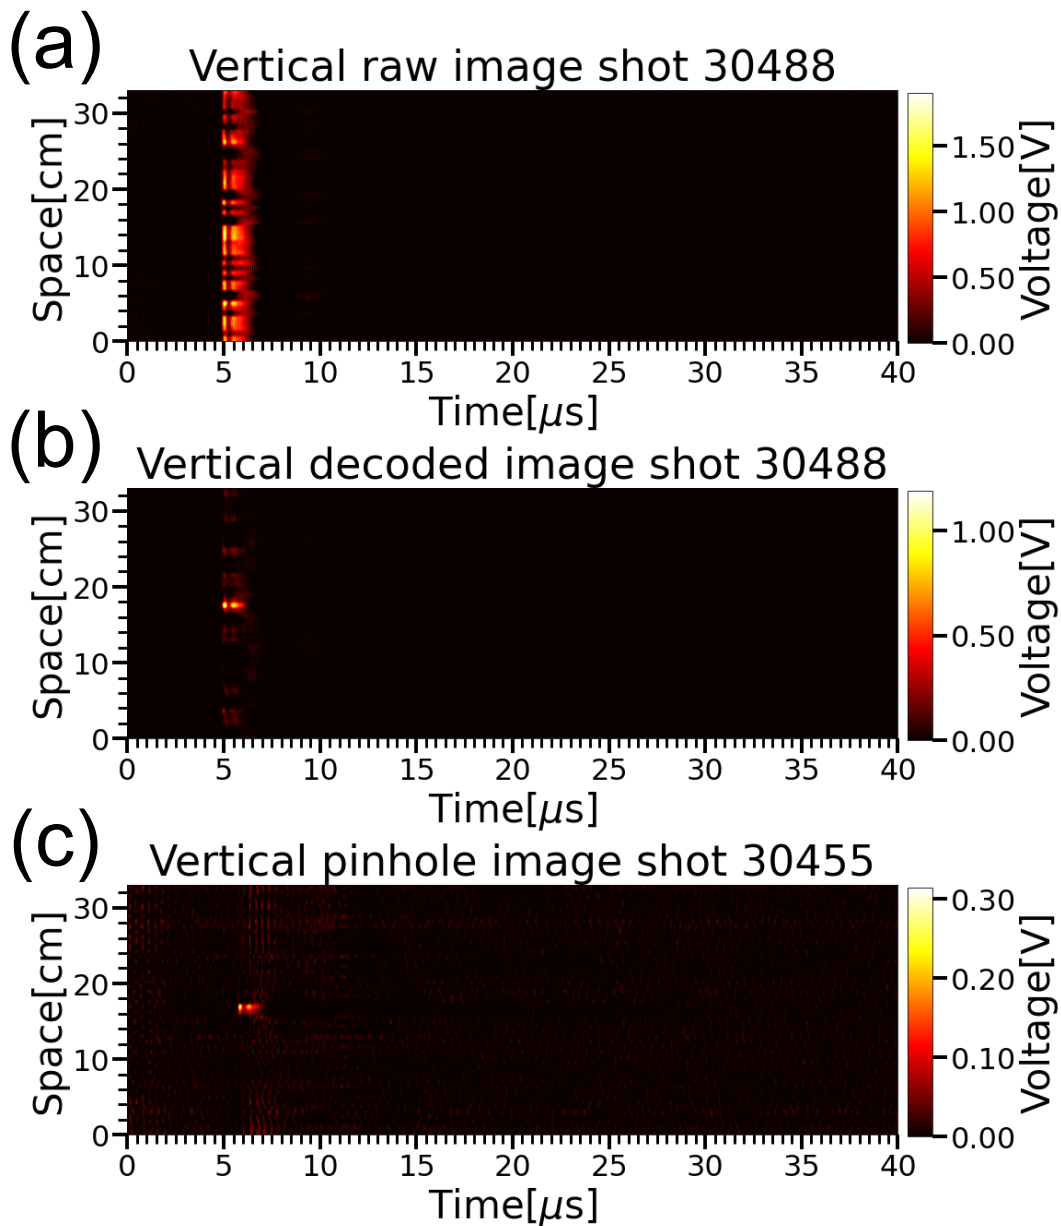 (a)
Vertical raw image shot 30488
Space[cm]
30
20
10
0
0 5 10 15 20 25 30 35 40
Time[μs]
1.50
1.00
0.50
0.00
Voltage[V]
(b)
Vertical decoded image shot 30488
Space[cm]
30
20
10
0
0 5 10 15 20 25 30 35 40
Time[μs]
1.00
0.50
0.00
Voltage[V]
(c)
Vertical pinhole image shot 30455
Space[cm]
30
20
10
0
0 5 10 15 20 25 30 35 40
Time[μs]
0.30
0.20
0.10
0.00
Voltage[V]